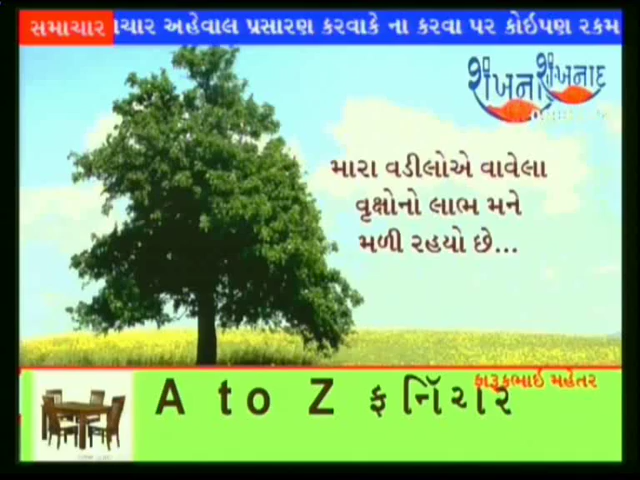 સમાચાર
ાચાર અહેવાલ પ્રસારણ કરવાકે ના કરવા પર કોઈપણ રકમ
શંખનાદ
મારા વડીલોએ વાવેલા
વૃક્ષોનો લાભ મને
મળી રહયો છે...
ફારૂકભાઈ મહેતર
A to Z ફર્નિચર